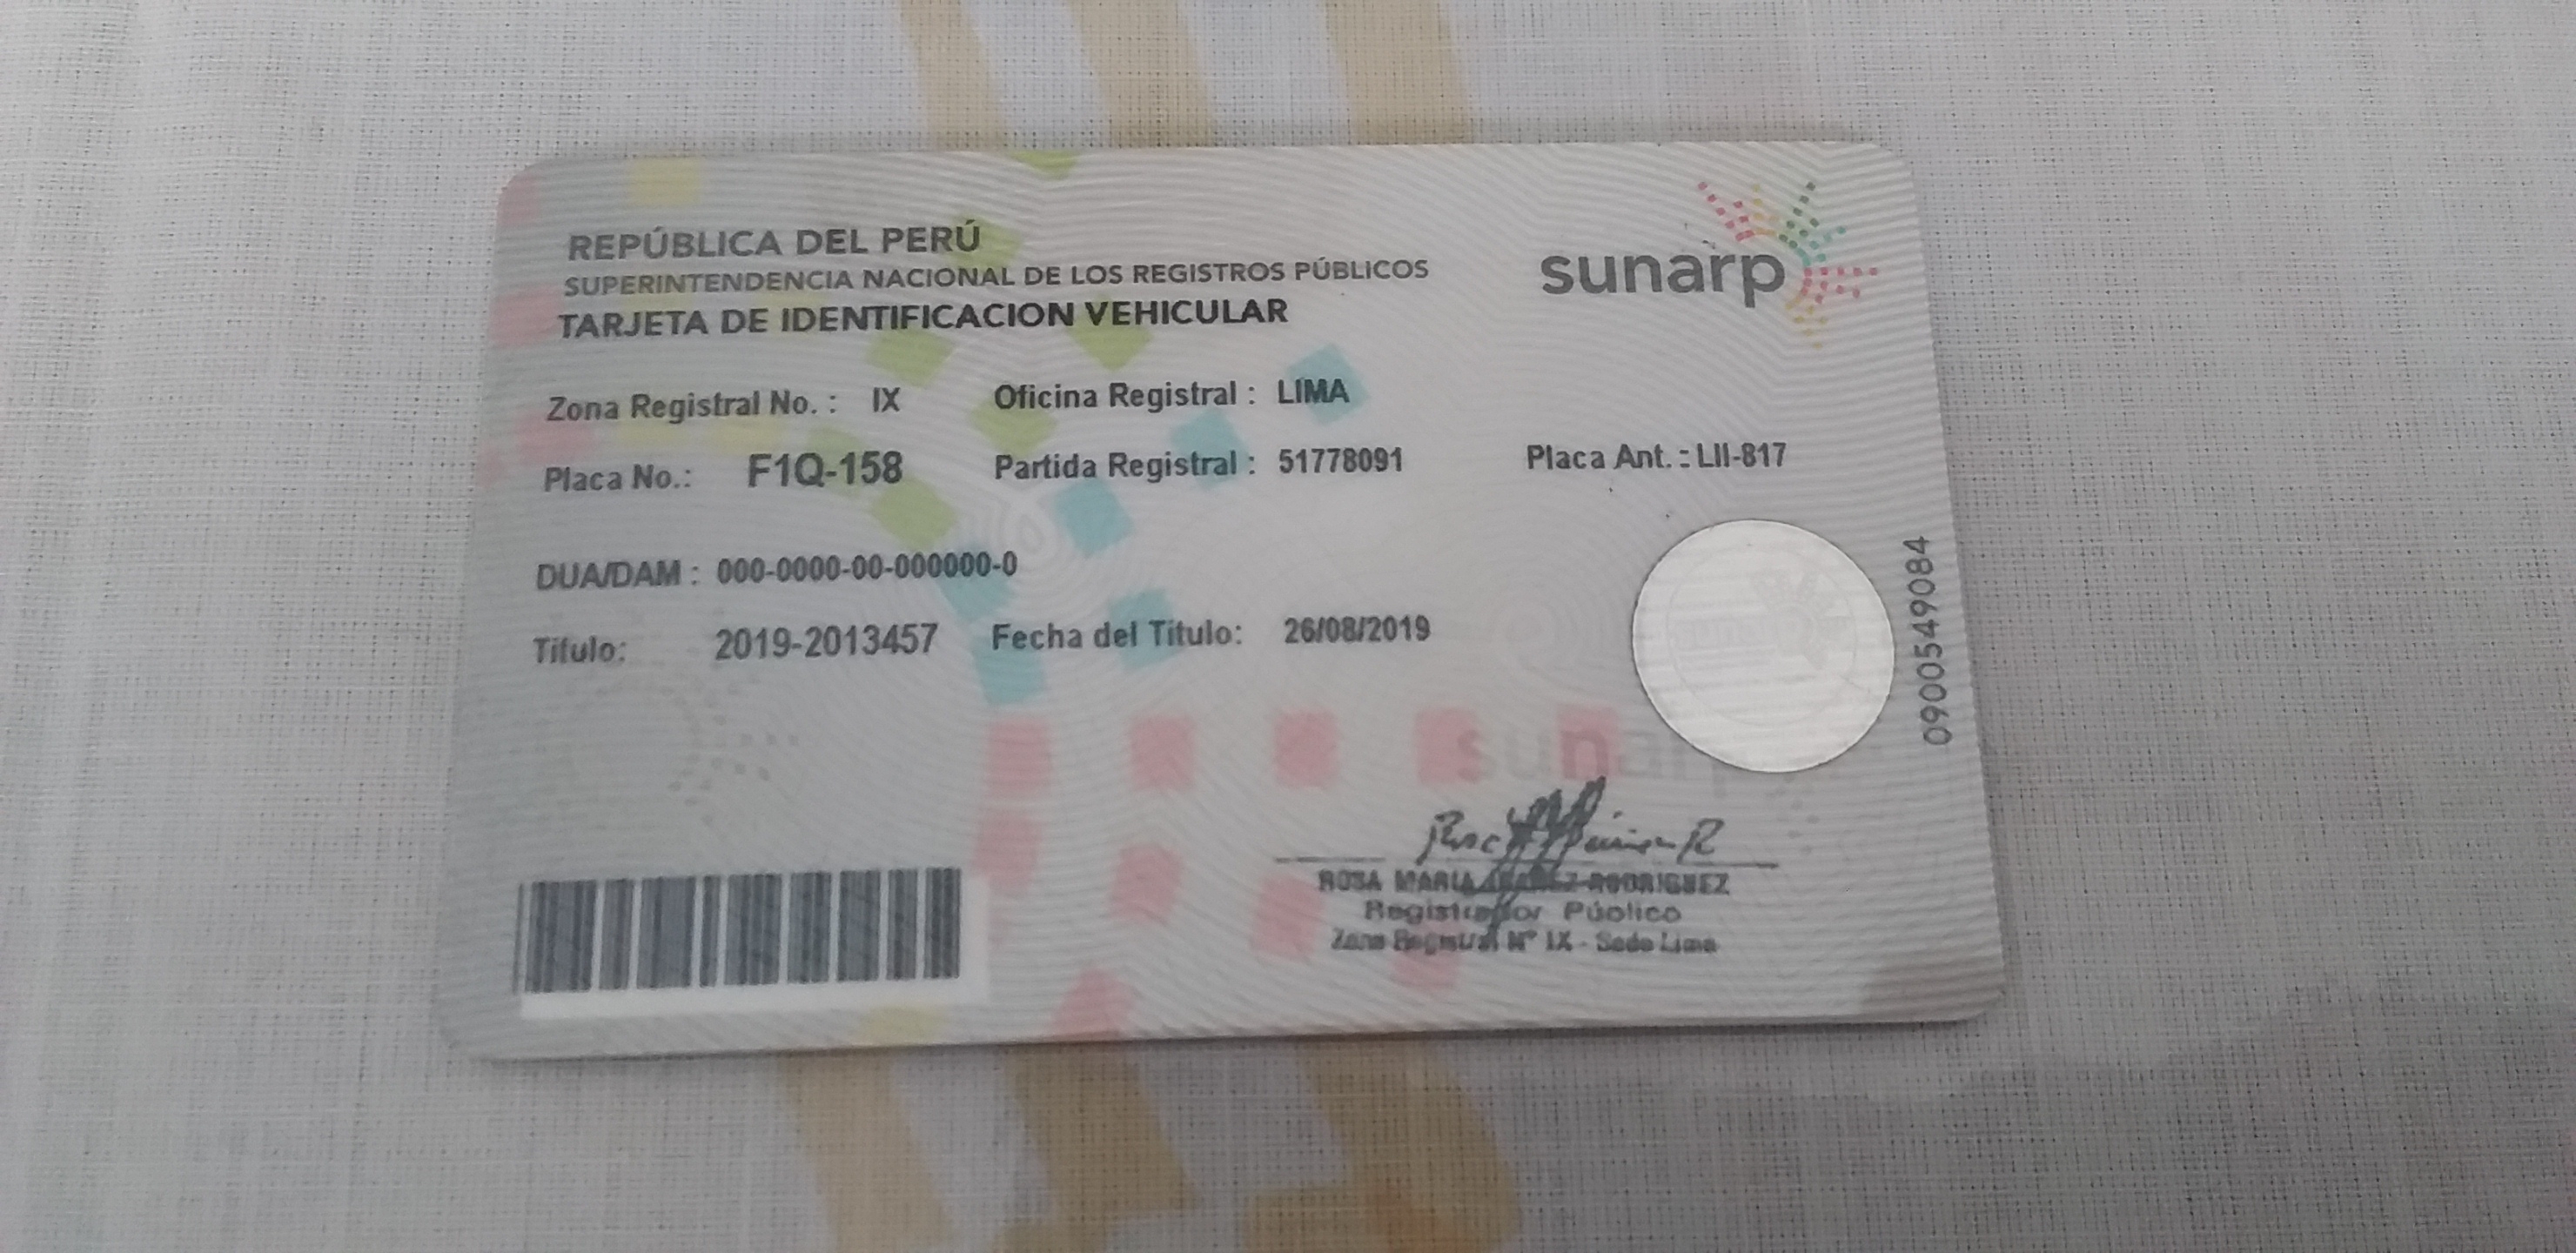 REPÚBLICA DEL PERÚ
SUPERINTENDENCIA NACIONAL DE LOS REGISTROS PÚBLICOS
TARJETA DE IDENTIFICACION VEHICULAR
sunarp
Zona Registral No. : IX Oficina Registral : LIMA
Placa No.: F1Q-158 Partida Registral : 51778091 Placa Ant. : LII-817
DUA/DAM : 000-0000-00-000000-0
Titulo: 2019-2013457 Fecha del Titulo: 26/08/2019
0900549084
sunarp
ROSA MARIA RODRIGUEZ
Registrador Público
Zona Registral Nº IX - Sede Lima